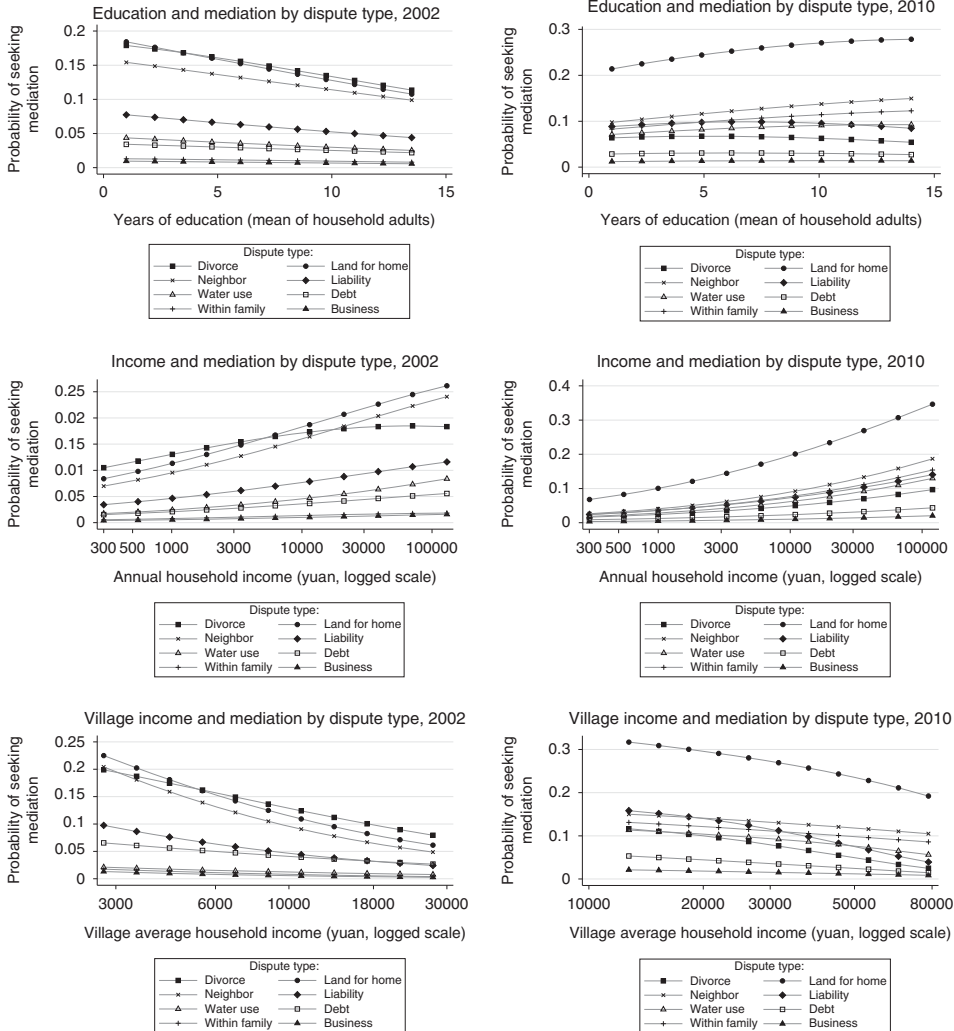 Education and mediation by dispute type, 2002
0.2
0.15
0.1
0.05
0
Probability of seeking
mediation
0 5 10 15
Years of education (mean of household adults)
Dispute type:
Divorce Land for home
Neighbor Liability
Water use Debt
Within family Business
Education and mediation by dispute type, 2010
0.3
0.2
0.1
0
Probability of seeking
mediation
0 5 10 15
Years of education (mean of household adults)
Dispute type:
Divorce Land for home
Neighbor Liability
Water use Debt
Within family Business
Income and mediation by dispute type, 2002
0.25
0.02
0.015
0.01
0.005
0
Probability of seeking
mediation
300 500 1000 3000 10000 30000 100000
Annual household income (yuan, logged scale)
Dispute type:
Divorce Land for home
Neighbor Liability
Water use Debt
Within family Business
Income and mediation by dispute type, 2010
0.4
0.3
0.2
0.1
0
Probability of seeking
mediation
300 500 1000 3000 10000 30000 100000
Annual household income (yuan, logged scale)
Dispute type:
Divorce Land for home
Neighbor Liability
Water use Debt
Within family Business
Village income and mediation by dispute type, 2002
0.25
0.2
0.15
0.1
0.05
0
Probability of seeking
mediation
3000 6000 10000 18000 30000
Village average household income (yuan, logged scale)
Dispute type:
Divorce Land for home
Neighbor Liability
Water use Debt
Within family Business
Village income and mediation by dispute type, 2010
0.3
0.2
0.1
0
Probability of seeking
mediation
10000 20000 30000 50000 80000
Village average household income (yuan, logged scale)
Dispute type:
Divorce Land for home
Neighbor Liability
Water use Debt
Within family Business